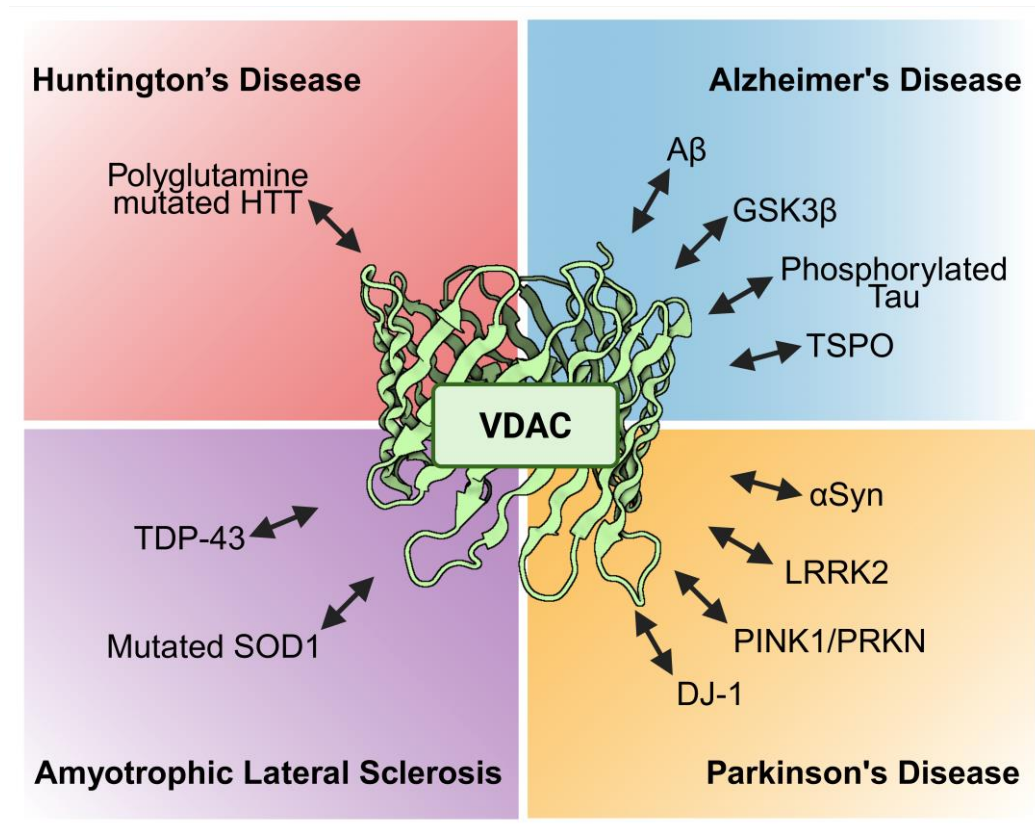 Huntington's Disease
Polyglutamine
mutated HTT
Alzheimer's Disease
Aβ
GSK3β
Phosphorylated
Tau
TSPO
VDAC
TDP-43
Mutated SOD1
Amyotrophic Lateral Sclerosis
αSyn
LRRK2
PINK1/PRKN
DJ-1
Parkinson's Disease